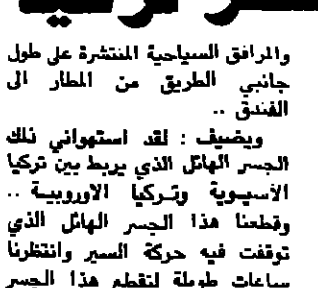 والمرافق السياحية المنتشرة على طول
جانبي الطريق من المطار الى
الفندق ..
ويضيف : لقد استهواني ذلك
الجسر الهائل الذي يربط بين تركيا
الآسيوية وتركيا الاوروبية ..
وقطعنا هذا الجسر الهائل الذي
توقفت فيه حركة السير وانتظرنا
ساعات طويلة لنقطع هذا الجسر